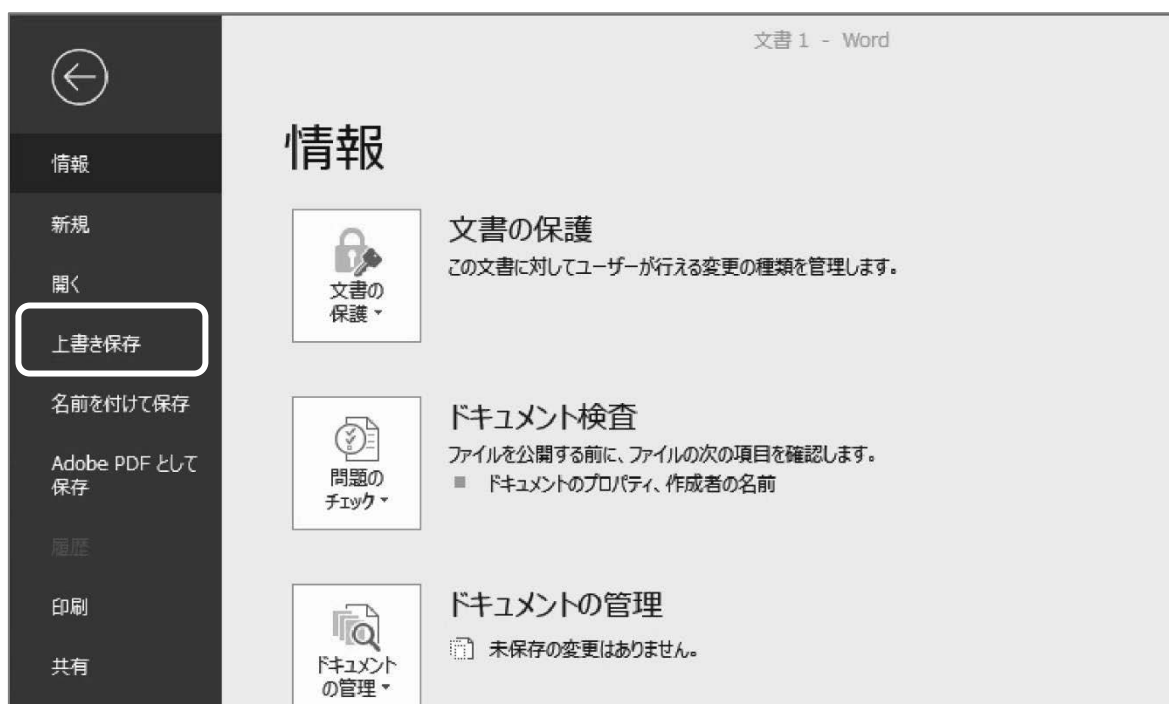 文書 1 - Word
情報
新規
開く
上書き保存
名前を付けて保存
Adobe PDF として
保存
履歴
印刷
共有
情報
文書の
保護
文書の保護
この文書に対してユーザーが行える変更の種類を管理します。
問題の
チェック
ドキュメント検査
ファイルを公開する前に、ファイルの次の項目を確認します。
ドキュメントのプロパティ、作成者の名前
ドキュメント
の管理
ドキュメントの管理
未保存の変更はありません。